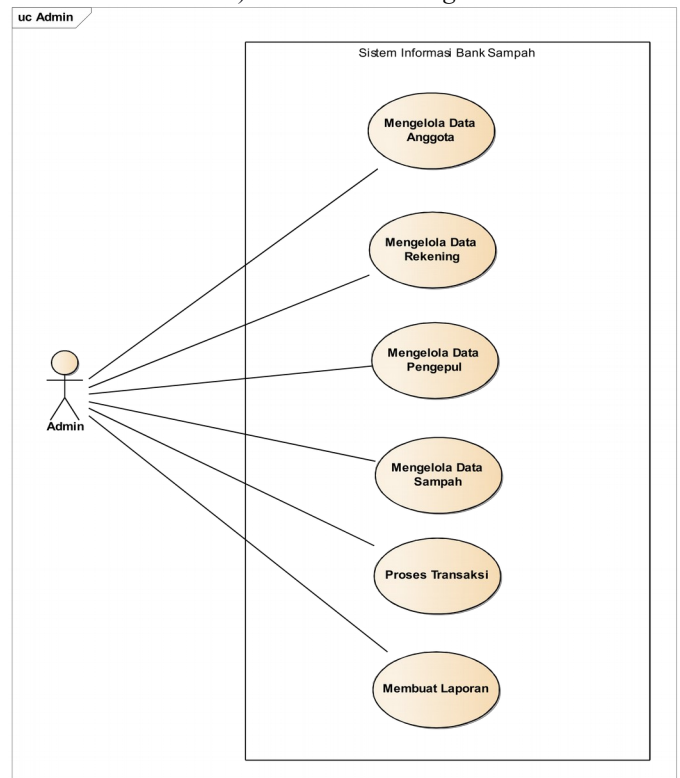 uc Admin
Sistem Informasi Bank Sampah
Mengelola Data
Anggota
Mengelola Data
Rekening
Mengelola Data
Pengepul
Admin
Mengelola Data
Sampah
Proses Transaksi
Membuat Laporan